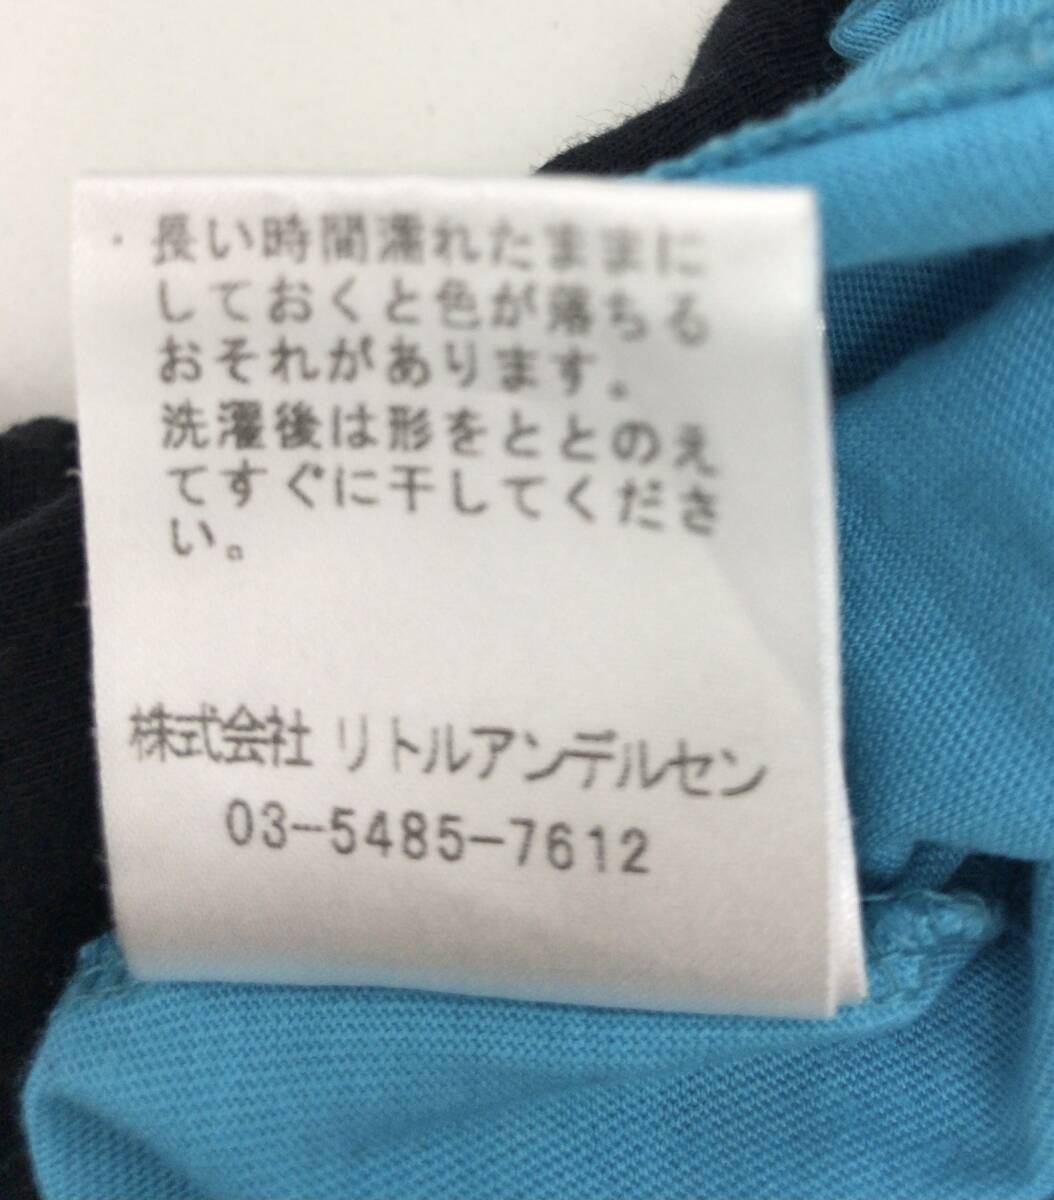 ・長い時間濡れたままに
しておくと色が落ちる
おそれがあります。
洗濯後は形をととのえ
てすぐに干してくださ
い。
株式会社 リトルアンデルセン
03-5485-7612